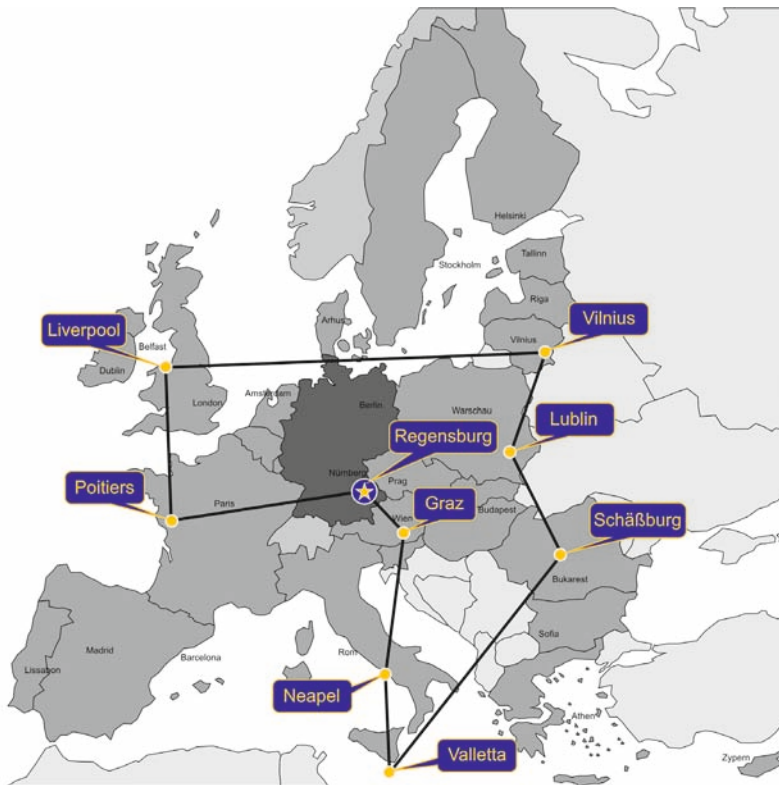 Helsinki
Tallinn
Stockholm
Riga
Vilnius
Liverpool
Arhus
Belfast
Vilnius
Dublin
Amsterdam
London
Berlin
Warschau
Lublin
Regensburg
Nürnberg
Prag
Poitiers
Paris
Graz
Budapest
Wien
Schäßburg
Bukarest
Sofia
Madrid
Barcelona
Rom
Lissabon
Neapel
Athen
Valletta
Zypern